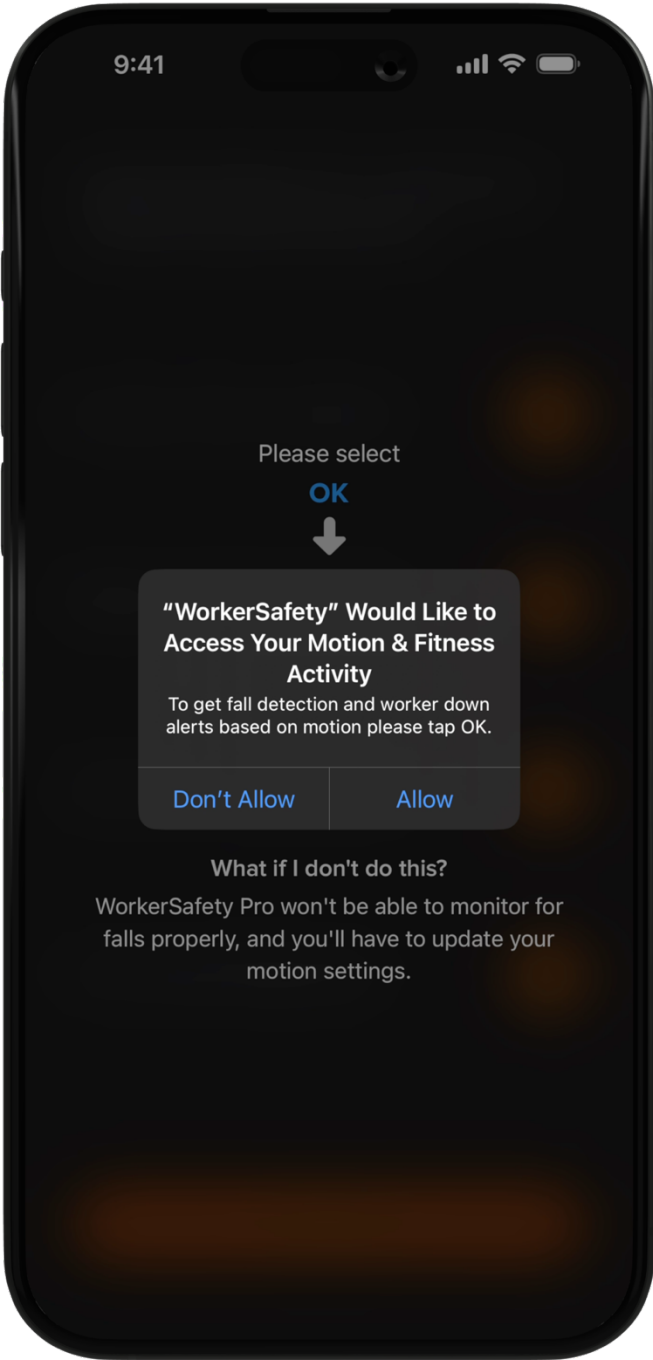 9:41
Please select
OK
“WorkerSafety” Would Like to
Access Your Motion & Fitness
Activity
To get fall detection and worker down
alerts based on motion please tap OK.
Don’t Allow
Allow
What if I don't do this?
WorkerSafety Pro won't be able to monitor for
falls properly, and you'll have to update your
motion settings.